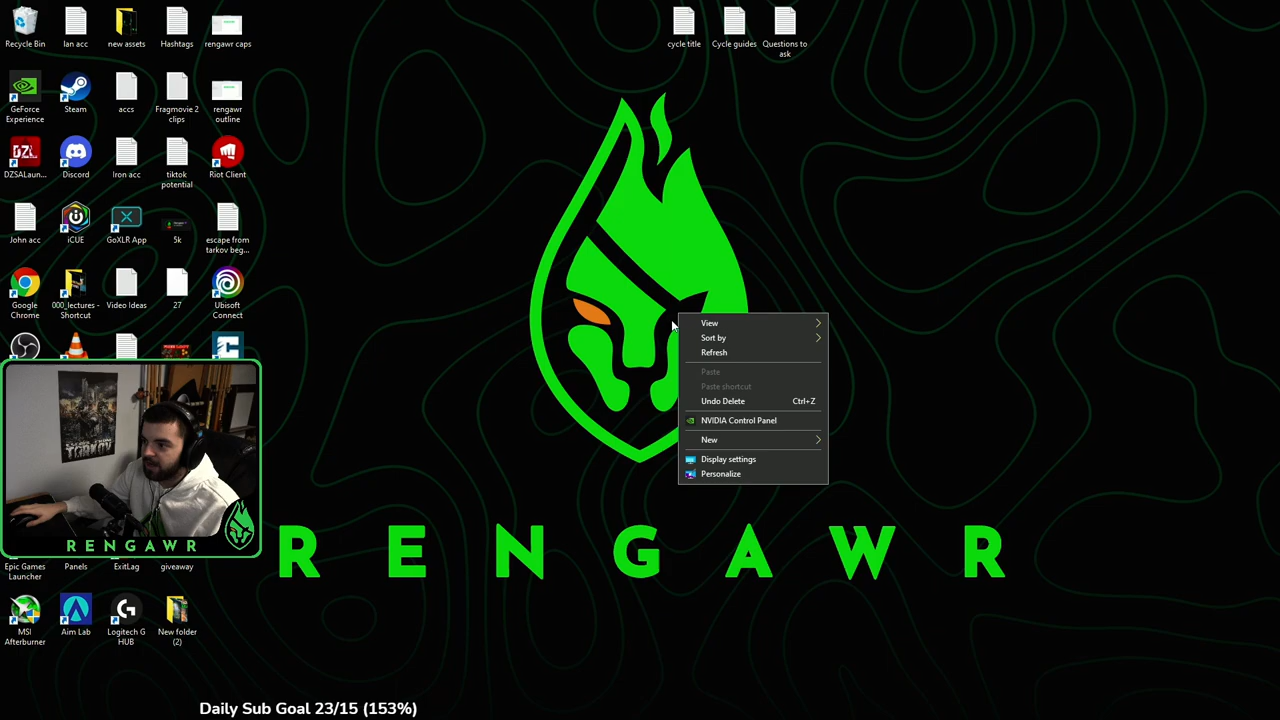 Recycle Bin
lan acc
new assets
Hashtags
rengawr caps
cycle title
Cycle guides
Questions to
ask
GeForce
Experience
Steam
accs
Fragmovie 2
clips
rengawr
outline
DZSALaun...
Discord
Iron acc
tiktok
potential
Riot Client
John acc
iCUE
GoXLR App
5k
escape from
tarkov beg...
Google
Chrome
000_lectures -
Shortcut
Video Ideas
27
Ubisoft
Connect
View
Sort by
Refresh
Paste
Paste shortcut
Undo Delete Ctrl+Z
NVIDIA Control Panel
New
Display settings
Personalize
TARKOV
RENGAWR
RENGAWR
Epic Games
Launcher
Panels
ExitLag
giveaway
MSI
Afterburner
Aim Lab
Logitech G
HUB
New folder
(2)
Daily Sub Goal 23/15 (153%)